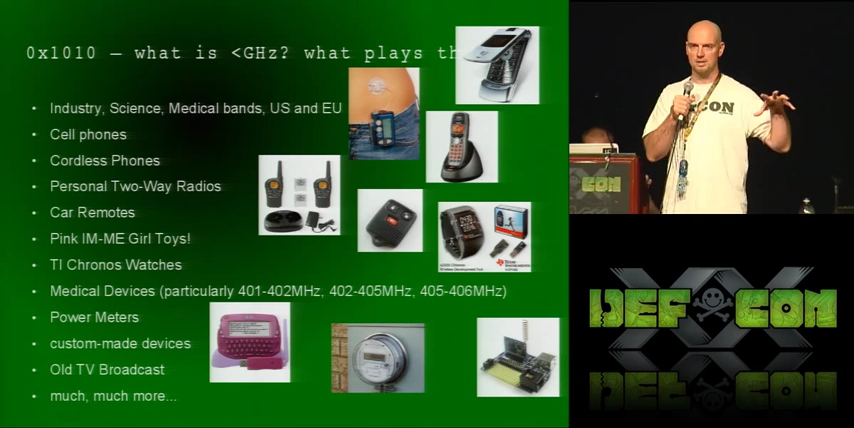 0x1010 – what is <GHz? what plays th
• Industry, Science, Medical bands, US and EU
• Cell phones
• Cordless Phones
• Personal Two-Way Radios
• Car Remotes
• Pink IM-ME Girl Toys!
• TI Chronos Watches
• Medical Devices (particularly 401-402MHz, 402-405MHz, 405-406MHz)
• Power Meters
• custom-made devices
• Old TV Broadcast
• much, much more...
CON
CON
DEF CON
XX